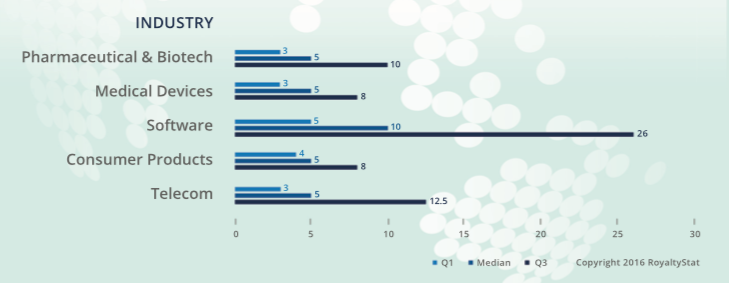 INDUSTRY
3
Pharmaceutical & Biotech 5
10
3
Medical Devices 5
8
5
Software 10
26
4
Consumer Products 5
8
3
Telecom 5
12.5
0 5 10 15 20 25 30
Q1 Median Q3 Copyright 2016 RoyaltyStat